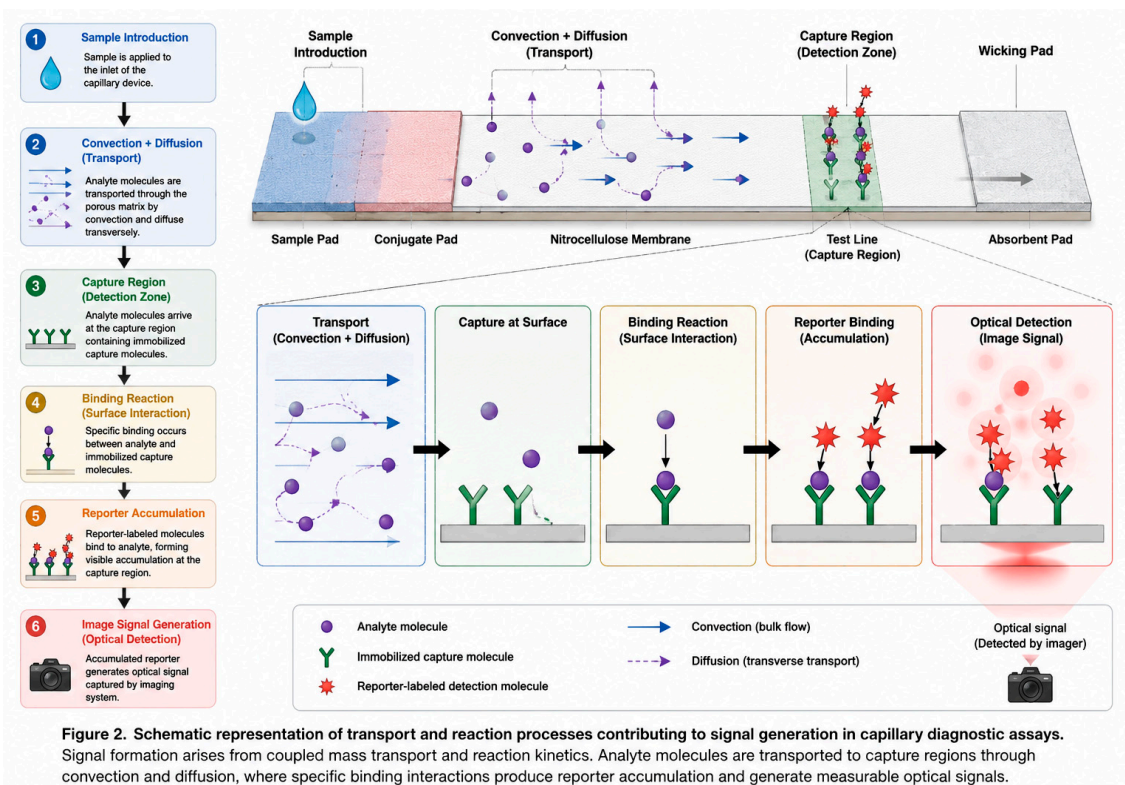 1
Sample Introduction
Sample is applied to
the inlet of the
capillary device.
2
Convection + Diffusion
(Transport)
Analyte molecules are
transported through the
porous matrix by
convection and diffuse
transversely.
3
Capture Region
(Detection Zone)
Analyte molecules arrive
at the capture region
containing immobilized
capture molecules.
4
Binding Reaction
(Surface Interaction)
Specific binding occurs
between analyte and
immobilized capture
molecules.
5
Reporter Accumulation
Reporter-labeled molecules
bind to analyte, forming
visible accumulation at the
capture region.
6
Image Signal Generation
(Optical Detection)
Accumulated reporter
generates optical signal
captured by imaging
system.
Sample
Introduction
Convection + Diffusion
(Transport)
Capture Region
(Detection Zone)
Wicking Pad
Sample Pad
Conjugate Pad
Nitrocellulose Membrane
Test Line
(Capture Region)
Absorbent Pad
Transport
(Convection + Diffusion)
Capture at Surface
Binding Reaction
(Surface Interaction)
Reporter Binding
(Accumulation)
Optical Detection
(Image Signal)
Analyte molecule
Immobilized capture molecule
Reporter-labeled detection molecule
Convection (bulk flow)
Diffusion (transverse transport)
Optical signal
(Detected by imager)
Figure 2. Schematic representation of transport and reaction processes contributing to signal generation in capillary diagnostic assays.
Signal formation arises from coupled mass transport and reaction kinetics. Analyte molecules are transported to capture regions through
convection and diffusion, where specific binding interactions produce reporter accumulation and generate measurable optical signals.